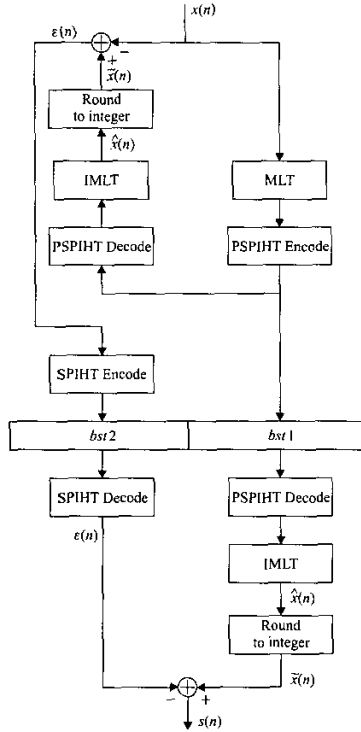 x(n)
ε(n)
+ −
x̃(n)
Round
to integer
x̂(n)
IMLT
MLT
PSPIHT Decode
PSPIHT Encode
SPIHT Encode
bst 2
bst 1
SPIHT Decode
PSPIHT Decode
ε(n)
IMLT
x̂(n)
Round
to integer
x̃(n)
− +
s(n)